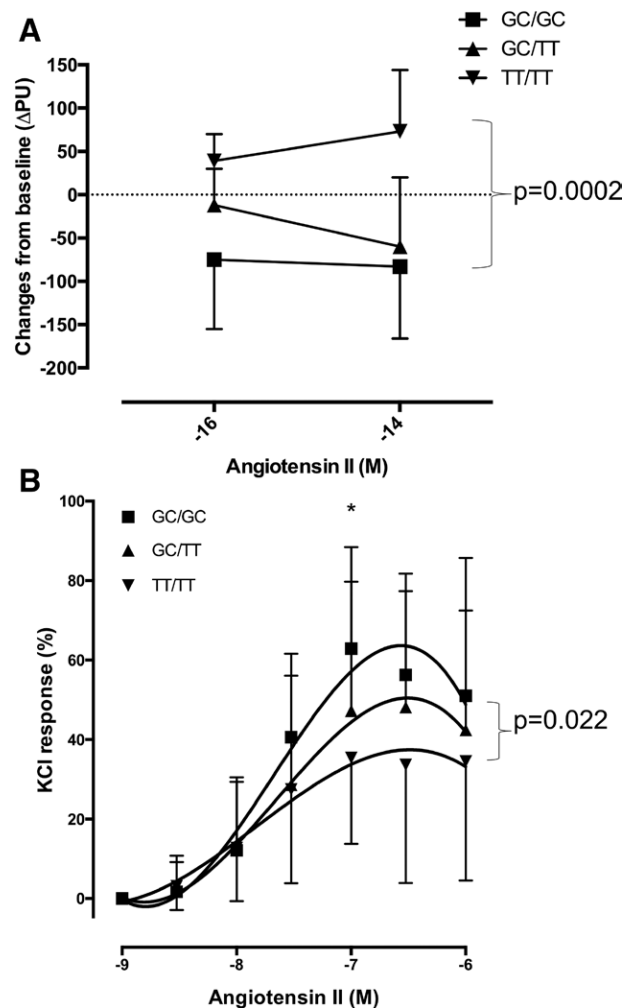 A
GC/GC
GC/TT
TT/TT
150
100
50
0
-50
-100
-150
-200
Changes from baseline (ΔPU)
p=0.0002
-16
-14
Angiotensin II (M)
B
GC/GC
GC/TT
TT/TT
*
100
80
60
40
20
0
KCl response (%)
p=0.022
-9
-8
-7
-6
Angiotensin II (M)